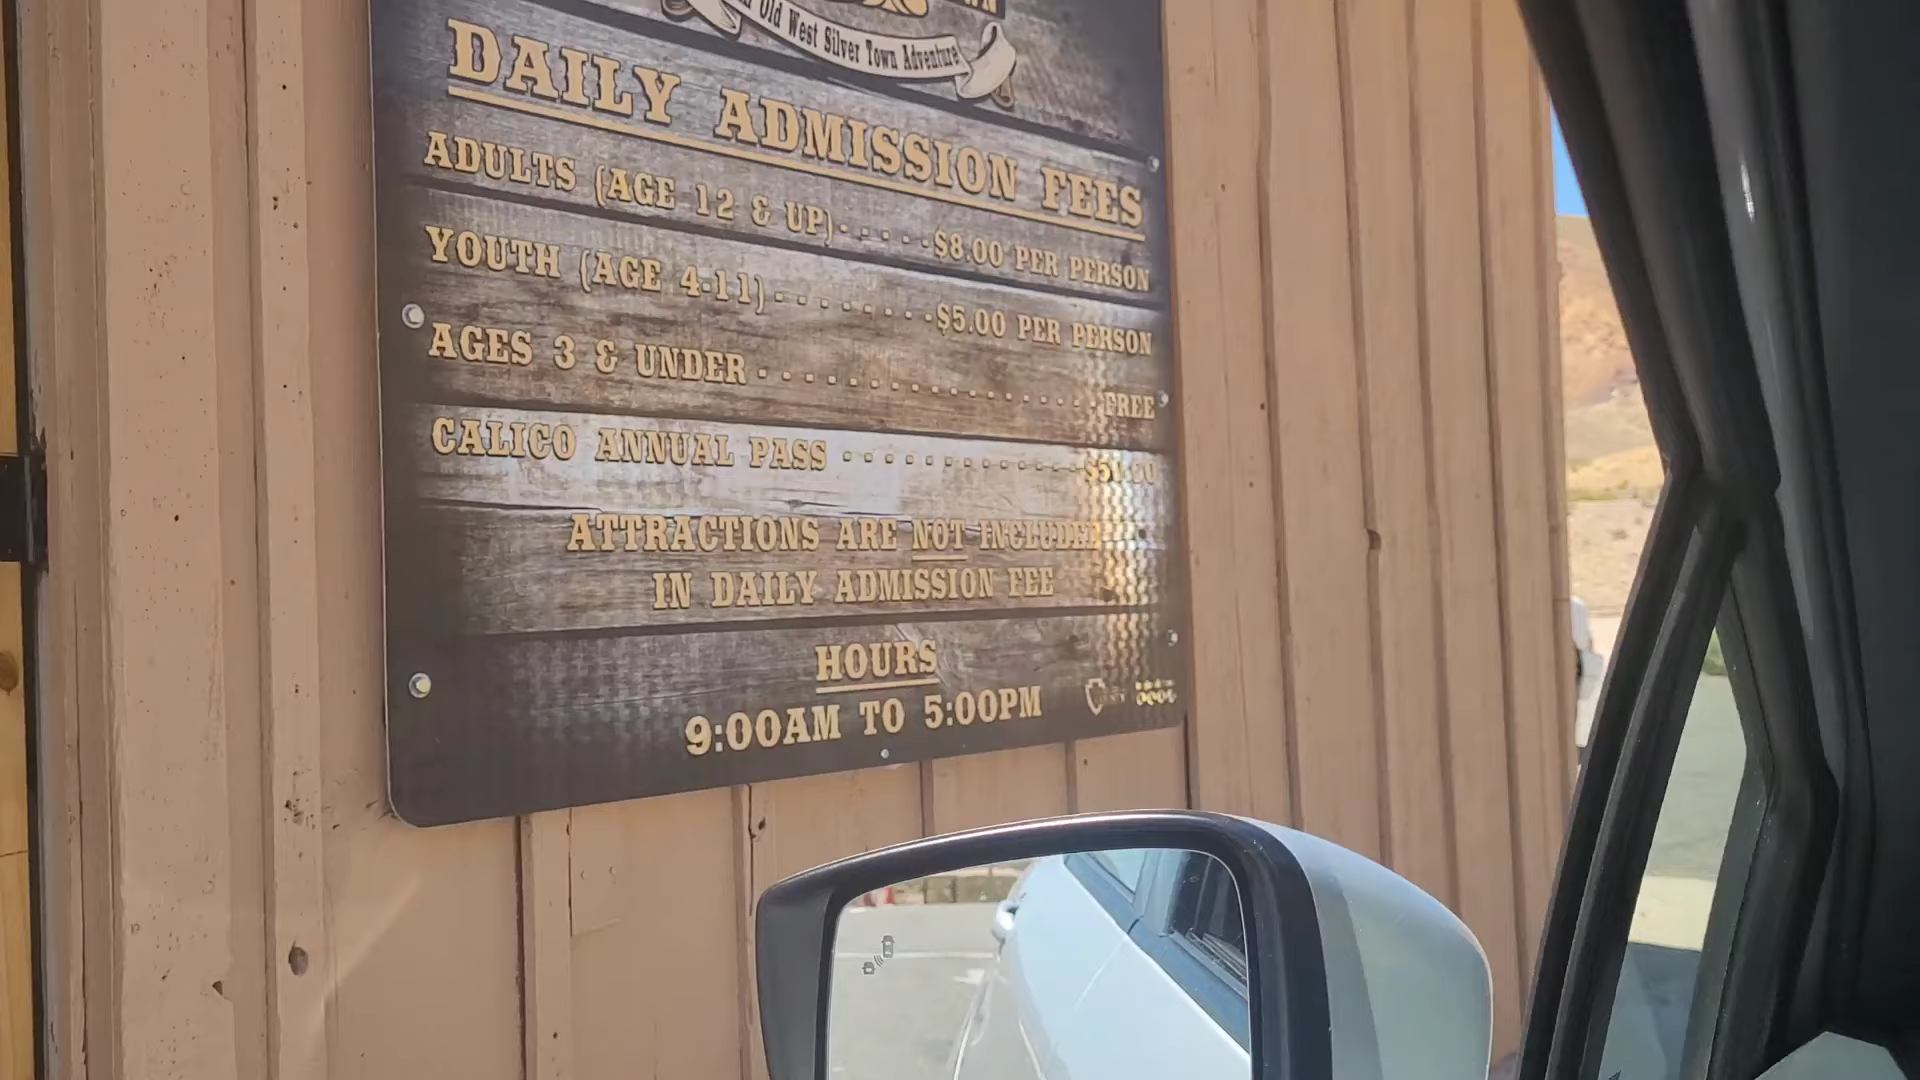 Old West Silver Town Adventure
DAILY ADMISSION FEES
ADULTS (AGE 12 & UP)-----$8.00 PER PERSON
YOUTH (AGE 4-11)--------$5.00 PER PERSON
AGES 3 & UNDER---------------FREE
CALICO ANNUAL PASS
ATTRACTIONS ARE NOT INCLUDED
IN DAILY ADMISSION FEE
HOURS
9:00AM TO 5:00PM